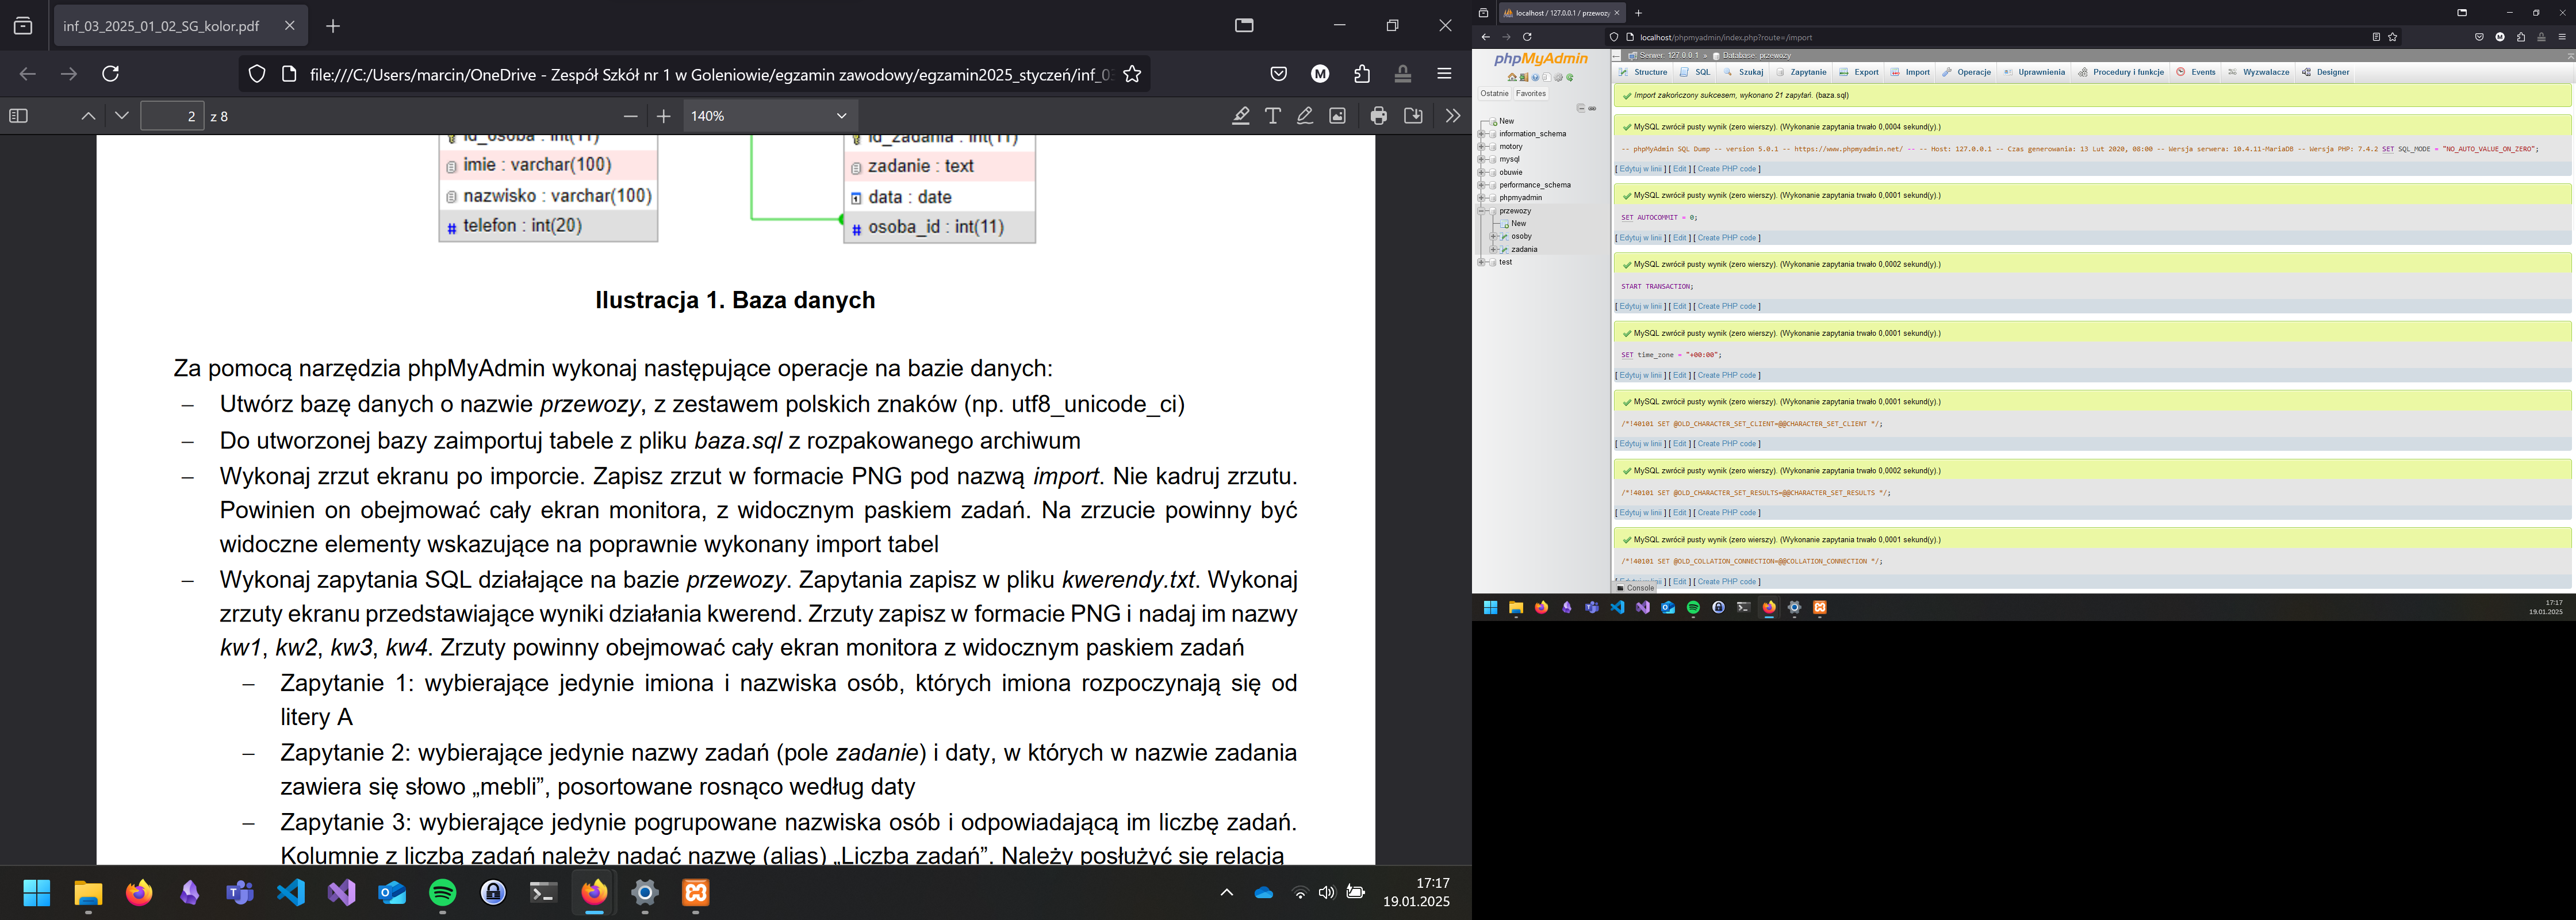 inf_03_2025_01_02_SG_kolor.pdf
file:///C:/Users/marcin/OneDrive - Zespół Szkół nr 1 w Goleniowie/egzamin zawodowy/egzamin2025_styczeń/inf_03
2 z 8
140%
id_osoba : int(11)
imie : varchar(100)
nazwisko : varchar(100)
# telefon : int(20)
id_zadania : int(11)
zadanie : text
data : date
# osoba_id : int(11)
Ilustracja 1. Baza danych
Za pomocą narzędzia phpMyAdmin wykonaj następujące operacje na bazie danych:
– Utwórz bazę danych o nazwie przewozy, z zestawem polskich znaków (np. utf8_unicode_ci)
– Do utworzonej bazy zaimportuj tabele z pliku baza.sql z rozpakowanego archiwum
– Wykonaj zrzut ekranu po imporcie. Zapisz zrzut w formacie PNG pod nazwą import. Nie kadruj zrzutu.
Powinien on obejmować cały ekran monitora, z widocznym paskiem zadań. Na zrzucie powinny być
widoczne elementy wskazujące na poprawnie wykonany import tabel
– Wykonaj zapytania SQL działające na bazie przewozy. Zapytania zapisz w pliku kwerendy.txt. Wykonaj
zrzuty ekranu przedstawiające wyniki działania kwerend. Zrzuty zapisz w formacie PNG i nadaj im nazwy
kw1, kw2, kw3, kw4. Zrzuty powinny obejmować cały ekran monitora z widocznym paskiem zadań
– Zapytanie 1: wybierające jedynie imiona i nazwiska osób, których imiona rozpoczynają się od
litery A
– Zapytanie 2: wybierające jedynie nazwy zadań (pole zadanie) i daty, w których w nazwie zadania
zawiera się słowo „mebli”, posortowane rosnąco według daty
– Zapytanie 3: wybierające jedynie pogrupowane nazwiska osób i odpowiadającą im liczbę zadań.
Kolumnie z liczbą zadań należy nadać nazwę (alias) „Liczba zadań”. Należy posłużyć się relacją
17:17
19.01.2025
localhost / 127.0.0.1 / przewozy
localhost/phpmyadmin/index.php?route=/import
phpMyAdmin
Ostatnie Favorites
New
information_schema
motory
mysql
obuwie
performance_schema
phpmyadmin
przewozy
New
osoby
zadania
test
Serwer: 127.0.0.1 » Database: przewozy
Structure SQL Szukaj Zapytanie Export Import Operacje Uprawnienia Procedury i funkcje Events Wyzwalacze Designer
Import zakończony sukcesem, wykonano 21 zapytań. (baza.sql)
MySQL zwrócił pusty wynik (zero wierszy). (Wykonanie zapytania trwało 0,0004 sekund(y).)
-- phpMyAdmin SQL Dump -- version 5.0.1 -- https://www.phpmyadmin.net/ -- -- Host: 127.0.0.1 -- Czas generowania: 13 Lut 2020, 08:00 -- Wersja serwera: 10.4.11-MariaDB -- Wersja PHP: 7.4.2 SET SQL_MODE = "NO_AUTO_VALUE_ON_ZERO";
[ Edytuj w linii ] [ Edit ] [ Create PHP code ]
MySQL zwrócił pusty wynik (zero wierszy). (Wykonanie zapytania trwało 0,0001 sekund(y).)
SET AUTOCOMMIT = 0;
[ Edytuj w linii ] [ Edit ] [ Create PHP code ]
MySQL zwrócił pusty wynik (zero wierszy). (Wykonanie zapytania trwało 0,0002 sekund(y).)
START TRANSACTION;
[ Edytuj w linii ] [ Edit ] [ Create PHP code ]
MySQL zwrócił pusty wynik (zero wierszy). (Wykonanie zapytania trwało 0,0001 sekund(y).)
SET time_zone = "+00:00";
[ Edytuj w linii ] [ Edit ] [ Create PHP code ]
MySQL zwrócił pusty wynik (zero wierszy). (Wykonanie zapytania trwało 0,0001 sekund(y).)
/*!40101 SET @OLD_CHARACTER_SET_CLIENT=@@CHARACTER_SET_CLIENT */;
[ Edytuj w linii ] [ Edit ] [ Create PHP code ]
MySQL zwrócił pusty wynik (zero wierszy). (Wykonanie zapytania trwało 0,0002 sekund(y).)
/*!40101 SET @OLD_CHARACTER_SET_RESULTS=@@CHARACTER_SET_RESULTS */;
[ Edytuj w linii ] [ Edit ] [ Create PHP code ]
MySQL zwrócił pusty wynik (zero wierszy). (Wykonanie zapytania trwało 0,0001 sekund(y).)
/*!40101 SET @OLD_COLLATION_CONNECTION=@@COLLATION_CONNECTION */;
[ Edytuj w linii ] [ Edit ] [ Create PHP code ]
Console
17:17
19.01.2025